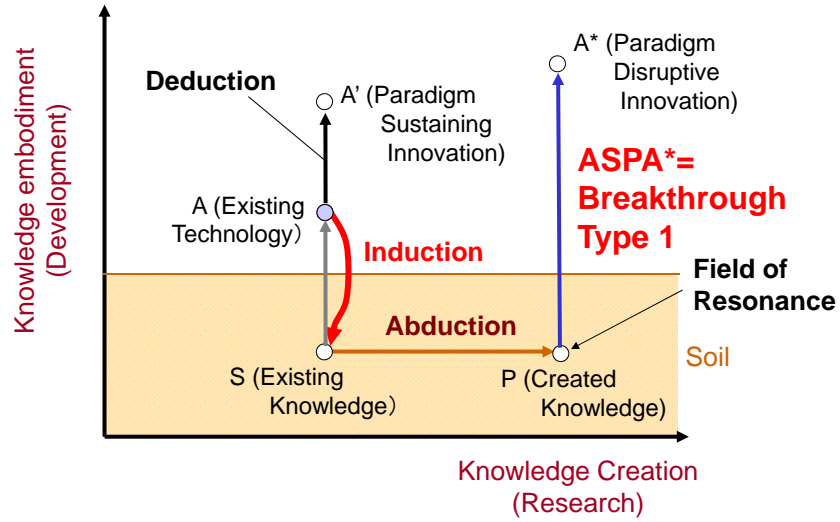 Knowledge embodiment
(Development)
Deduction
A’ (Paradigm
Sustaining
Innovation)
A* (Paradigm
Disruptive
Innovation)
ASPA*=
Breakthrough
Type 1
A (Existing
Technology）
Induction
Field of
Resonance
Abduction
Soil
S (Existing
Knowledge）
P (Created
Knowledge)
Knowledge Creation
(Research)